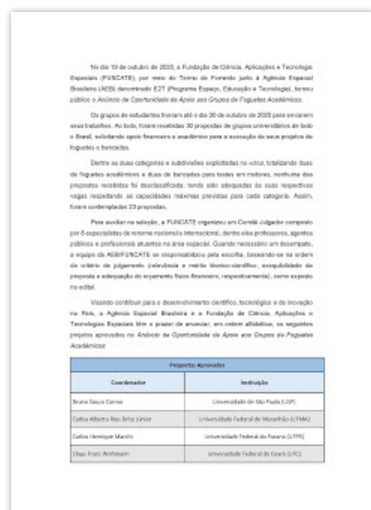 No dia 19 de outubro de 2020, a Fundação de Ciência, Aplicações e Tecnologia
Espaciais (FUNCATE), por meio do Termo de Fomento junto à Agência Espacial
Brasileira (AEB) denominado E2T (Programa Espaço, Educação e Tecnologia), tornou
público o Anúncio de Oportunidade de Apoio aos Grupos de Foguetes Acadêmicos.
Os grupos de estudantes tiveram até o dia 30 de outubro de 2020 para enviarem
seus trabalhos. Ao todo, foram recebidas 30 propostas de grupos universitários de todo
o Brasil, solicitando apoio financeiro e acadêmico para a execução de seus projetos de
foguetes e bancadas.
Dentre as duas categorias e subdivisões explicitadas no edital, totalizando duas
de foguetes acadêmicos e duas de bancadas para testes em motores, nenhuma das
propostas recebidas foi desclassificada, tendo sido adequadas às suas respectivas
vagas respeitando as capacidades máximas previstas para cada categoria. Assim,
foram contempladas 23 propostas.
Para auxiliar na seleção, a FUNCATE organizou um Comitê Julgador composto
por 8 especialistas de renome nacional e internacional, dentre eles professores, agentes
públicos e profissionais atuantes na área espacial. Quando necessário um desempate,
a equipe da AEB/FUNCATE se responsabilizou pela escolha, baseando-se na ordem
do critério de julgamento (relevância e mérito técnico-científico, exequibilidade da
proposta e adequação do orçamento físico financeiro, respectivamente), como exposto
no edital.
Visando contribuir para o desenvolvimento científico, tecnológico e de inovação
no País, a Agência Espacial Brasileira e a Fundação de Ciência, Aplicações e
Tecnologias Espaciais têm o prazer de anunciar, em ordem alfabética, os seguintes
projetos aprovados no Anúncio de Oportunidade de Apoio aos Grupos de Foguetes
Acadêmicos:
Propostas Aprovadas
Coordenador Instituição
Bruno Souza Carmo Universidade de São Paulo (USP)
Carlos Alberto Rios Brito Júnior Universidade Federal do Maranhão (UFMA)
Carlos Henrique Marchi Universidade Federal do Paraná (UFPR)
Claus Franz Wehmann Universidade Federal do Ceará (UFC)